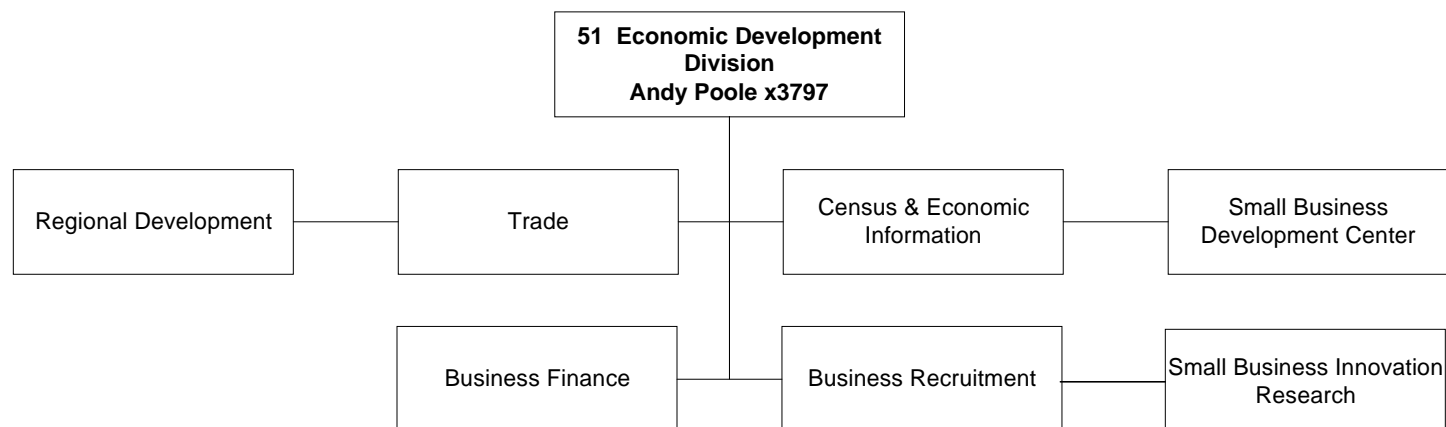 51 Economic Development
Division
Andy Poole x3797
Regional Development
Trade
Census & Economic
Information
Small Business
Development Center
Business Finance
Business Recruitment
Small Business Innovation
Research